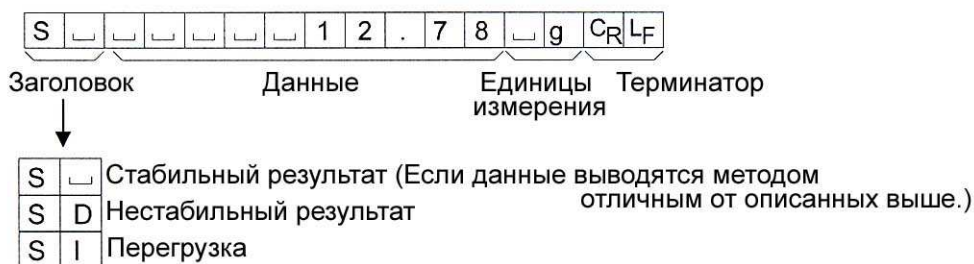 S ␣ ␣ ␣ ␣ ␣ ␣ 1 2 . 7 8 ␣ g CR LF
Заголовок Данные Единицы измерения Терминатор
S ␣ Стабильный результат (Если данные выводятся методом
отличным от описанных выше.)
S D Нестабильный результат
S I Перегрузка